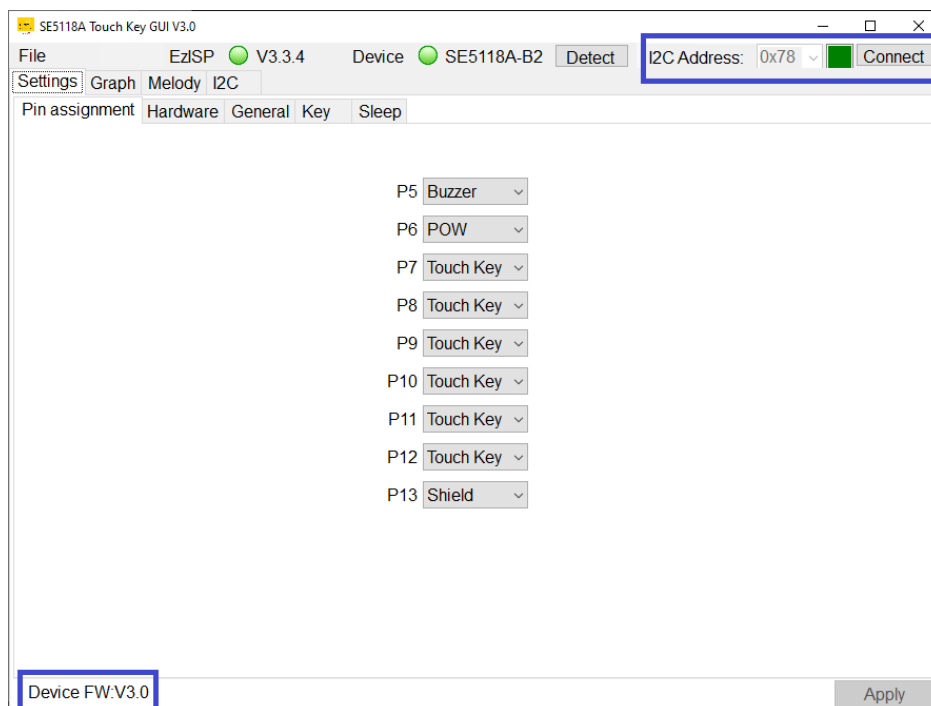 SE5118A Touch Key GUI V3.0
File EzISP V3.3.4 Device SE5118A-B2 Detect I2C Address: 0x78 Connect
Settings Graph Melody I2C
Pin assignment Hardware General Key Sleep
P5 Buzzer
P6 POW
P7 Touch Key
P8 Touch Key
P9 Touch Key
P10 Touch Key
P11 Touch Key
P12 Touch Key
P13 Shield
Device FW:V3.0 Apply